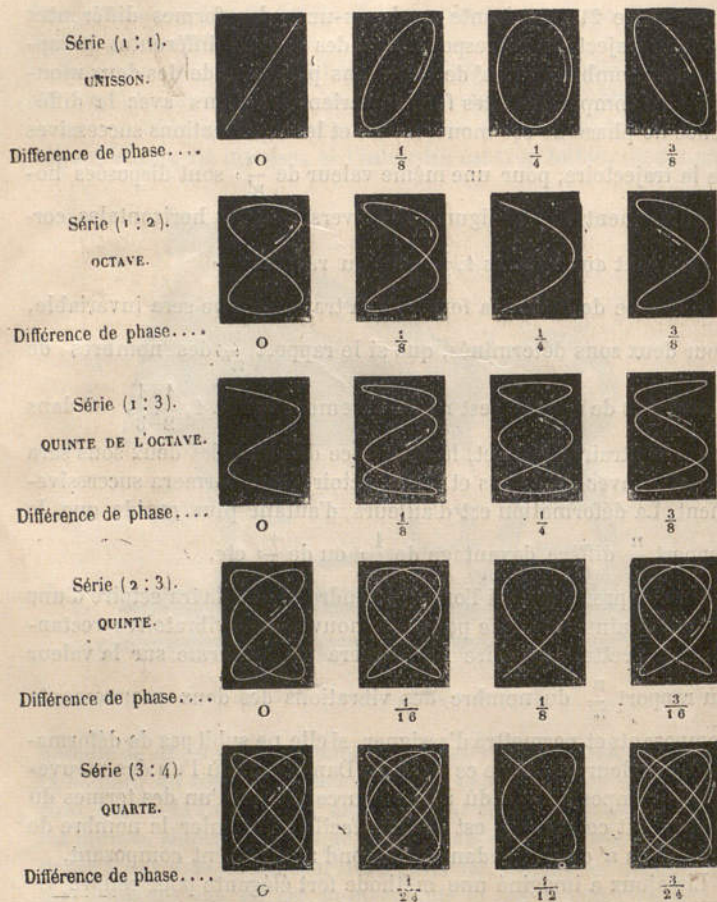 Série (1 : 1).
UNISSON.
Différence de phase.... 0 1/8 1/4 3/8
Série (1 : 2).
OCTAVE.
Différence de phase.... 0 1/8 1/4 3/8
Série (1 : 3).
QUINTE DE L'OCTAVE.
Différence de phase.... 0 1/8 1/4 3/8
Série (2 : 3).
QUINTE.
Différence de phase.... 0 1/16 1/8 3/16
Série (3 : 4).
QUARTE.
Différence de phase.... 0 1/24 1/12 3/24